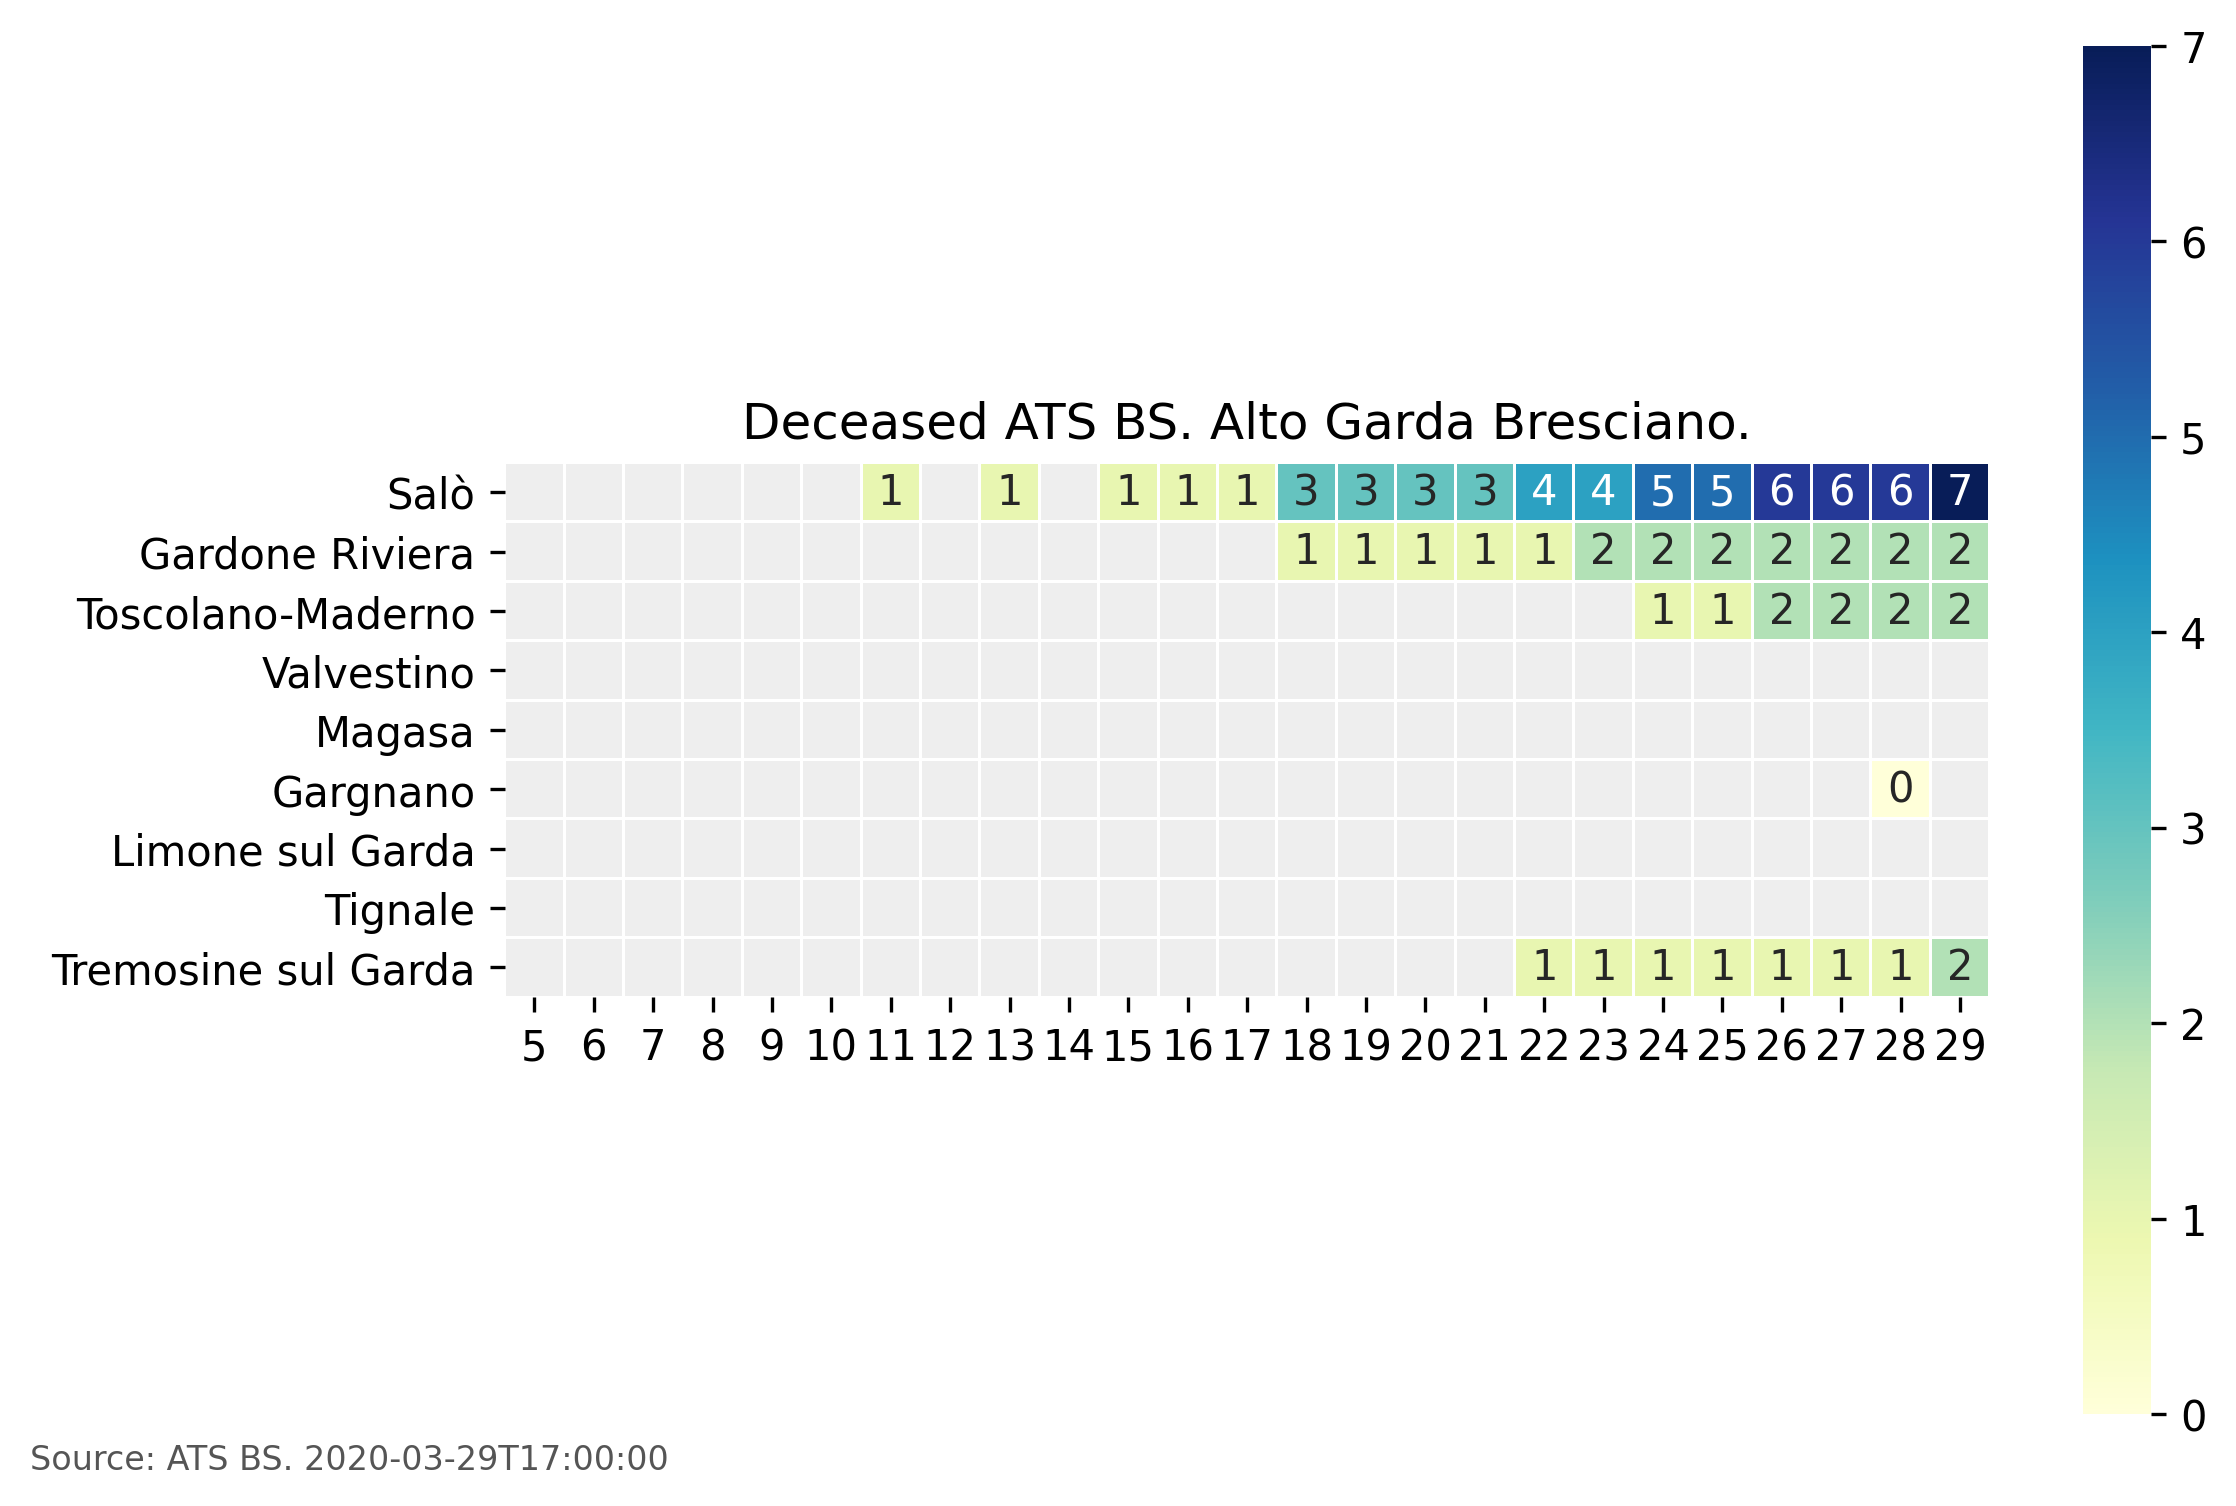 Deceased ATS BS. Alto Garda Bresciano.
Salò 1 1 1 1 1 3 3 3 3 4 4 5 5 6 6 6 7
Gardone Riviera 1 1 1 1 1 2 2 2 2 2 2 2
Toscolano-Maderno 1 1 2 2 2 2
Valvestino
Magasa
Gargnano 0
Limone sul Garda
Tignale
Tremosine sul Garda 1 1 1 1 1 1 1 2
5 6 7 8 9 10 11 12 13 14 15 16 17 18 19 20 21 22 23 24 25 26 27 28 29
7
6
5
4
3
2
1
0
Source: ATS BS. 2020-03-29T17:00:00